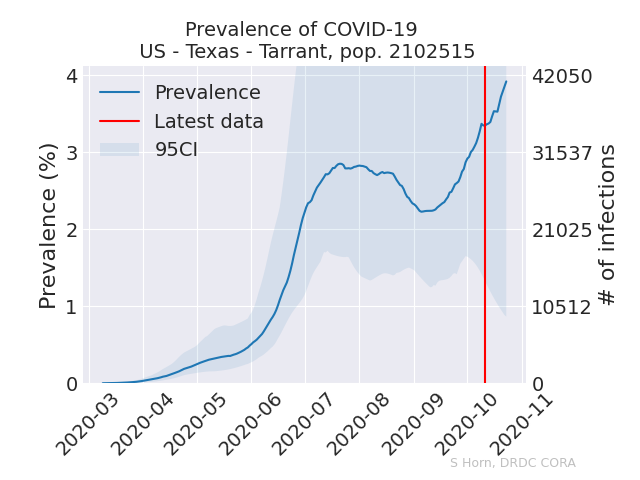 Prevalence of COVID-19
US - Texas - Tarrant, pop. 2102515
Prevalence (%)
4
3
2
1
0
Prevalence
Latest data
95CI
42050
31537
21025
10512
0
# of infections
2020-03
2020-04
2020-05
2020-06
2020-07
2020-08
2020-09
2020-10
2020-11
S Horn, DRDC CORA